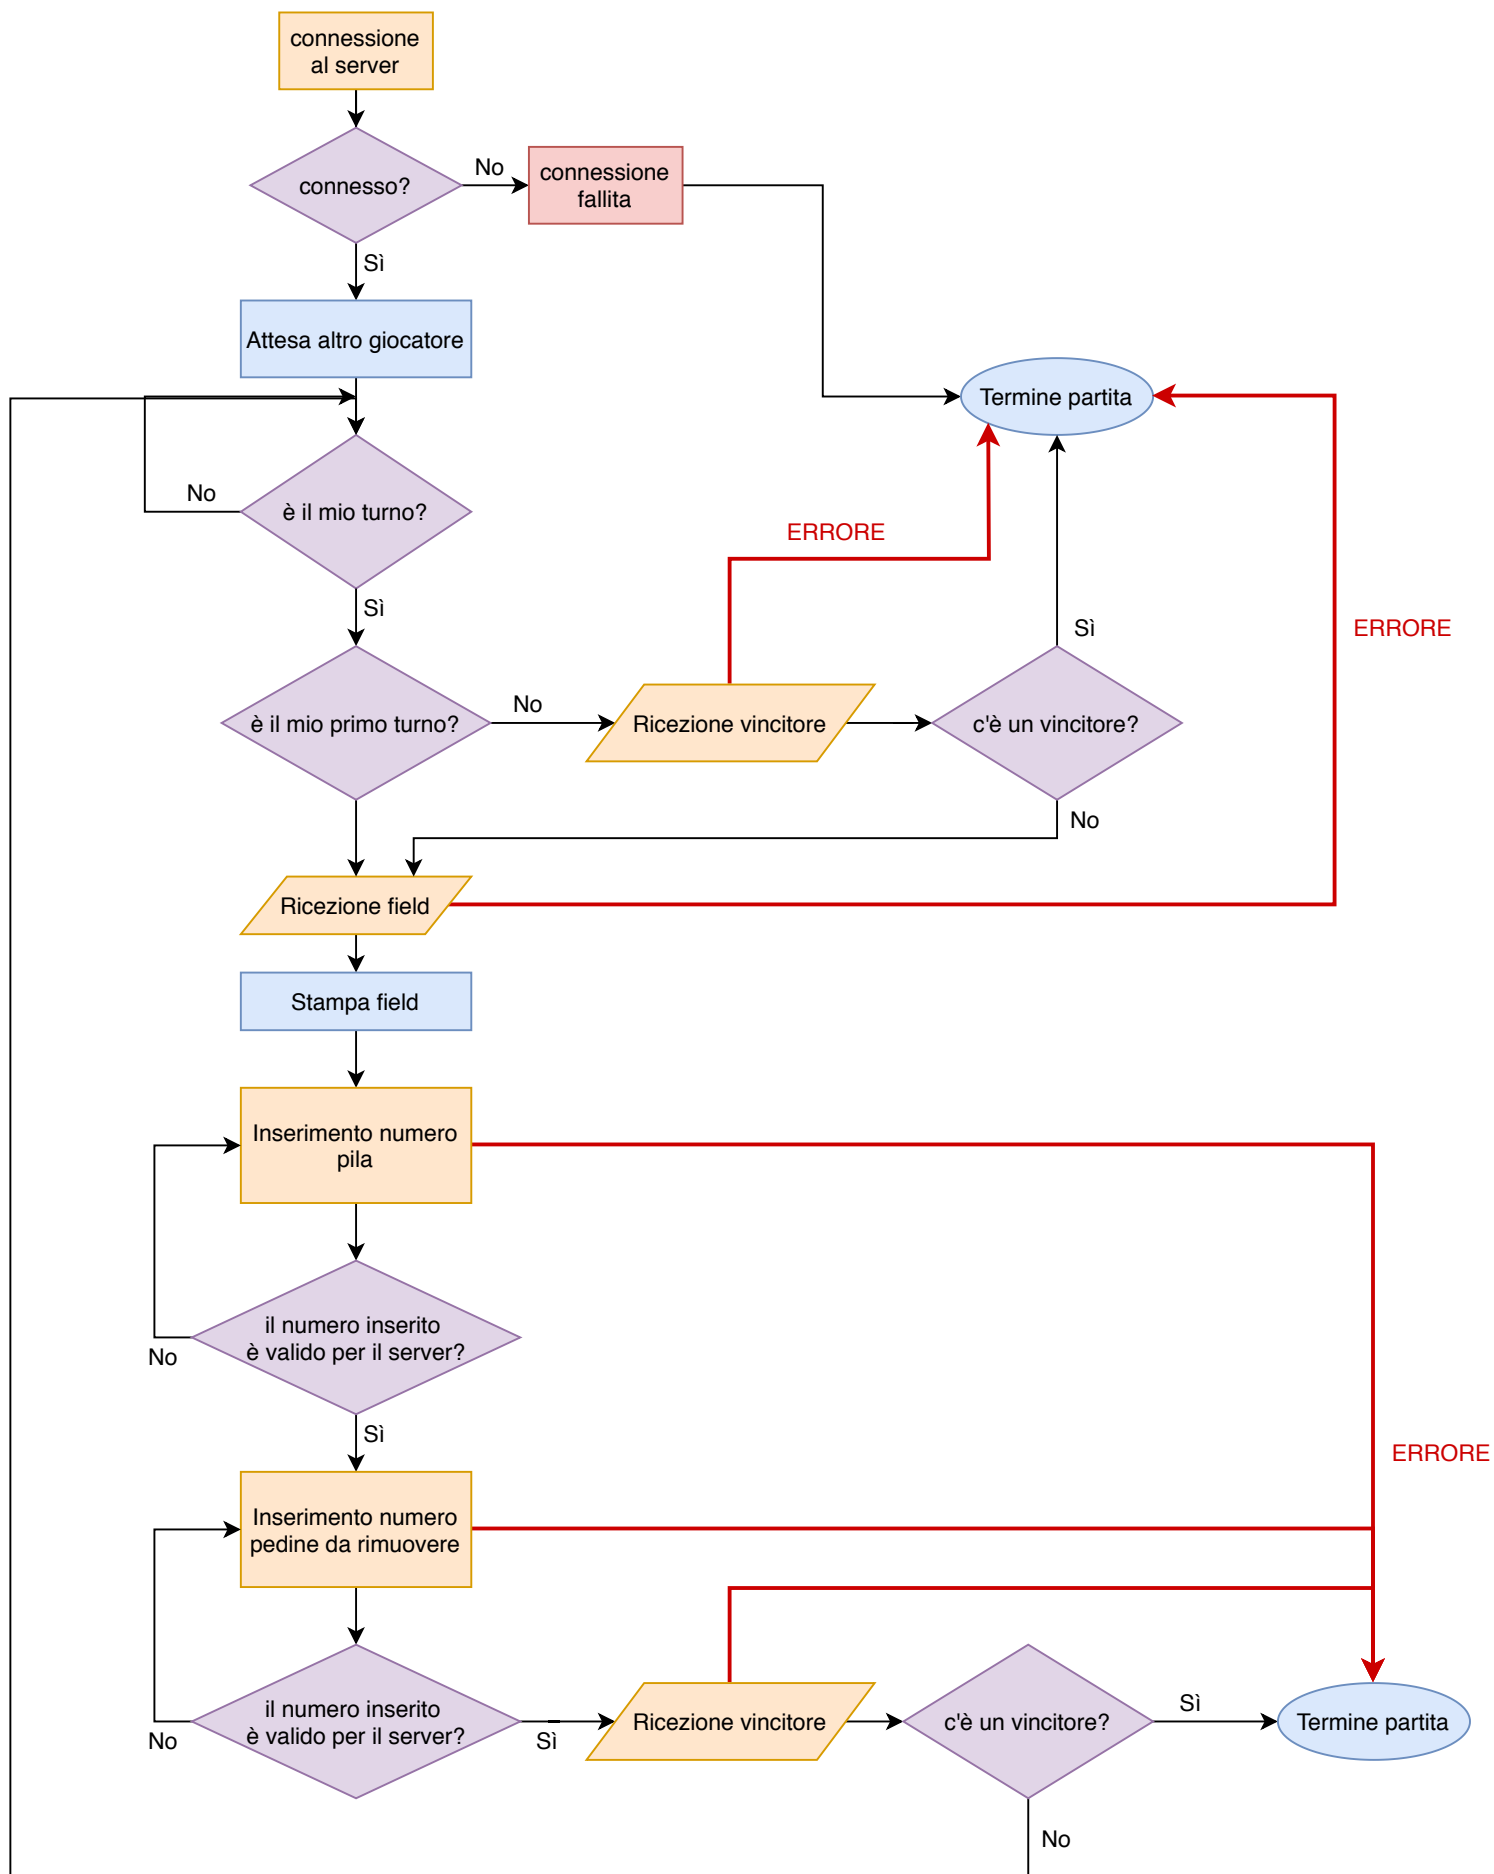 connessione
al server
connesso?
No
connessione
fallita
Sì
Attesa altro giocatore
Termine partita
No
è il mio turno?
ERRORE
Sì
Sì
ERRORE
è il mio primo turno?
No
Ricezione vincitore
c'è un vincitore?
No
Ricezione field
Stampa field
Inserimento numero
pila
il numero inserito
è valido per il server?
No
Sì
ERRORE
Inserimento numero
pedine da rimuovere
il numero inserito
è valido per il server?
No
Sì
Ricezione vincitore
c'è un vincitore?
Sì
Termine partita
No